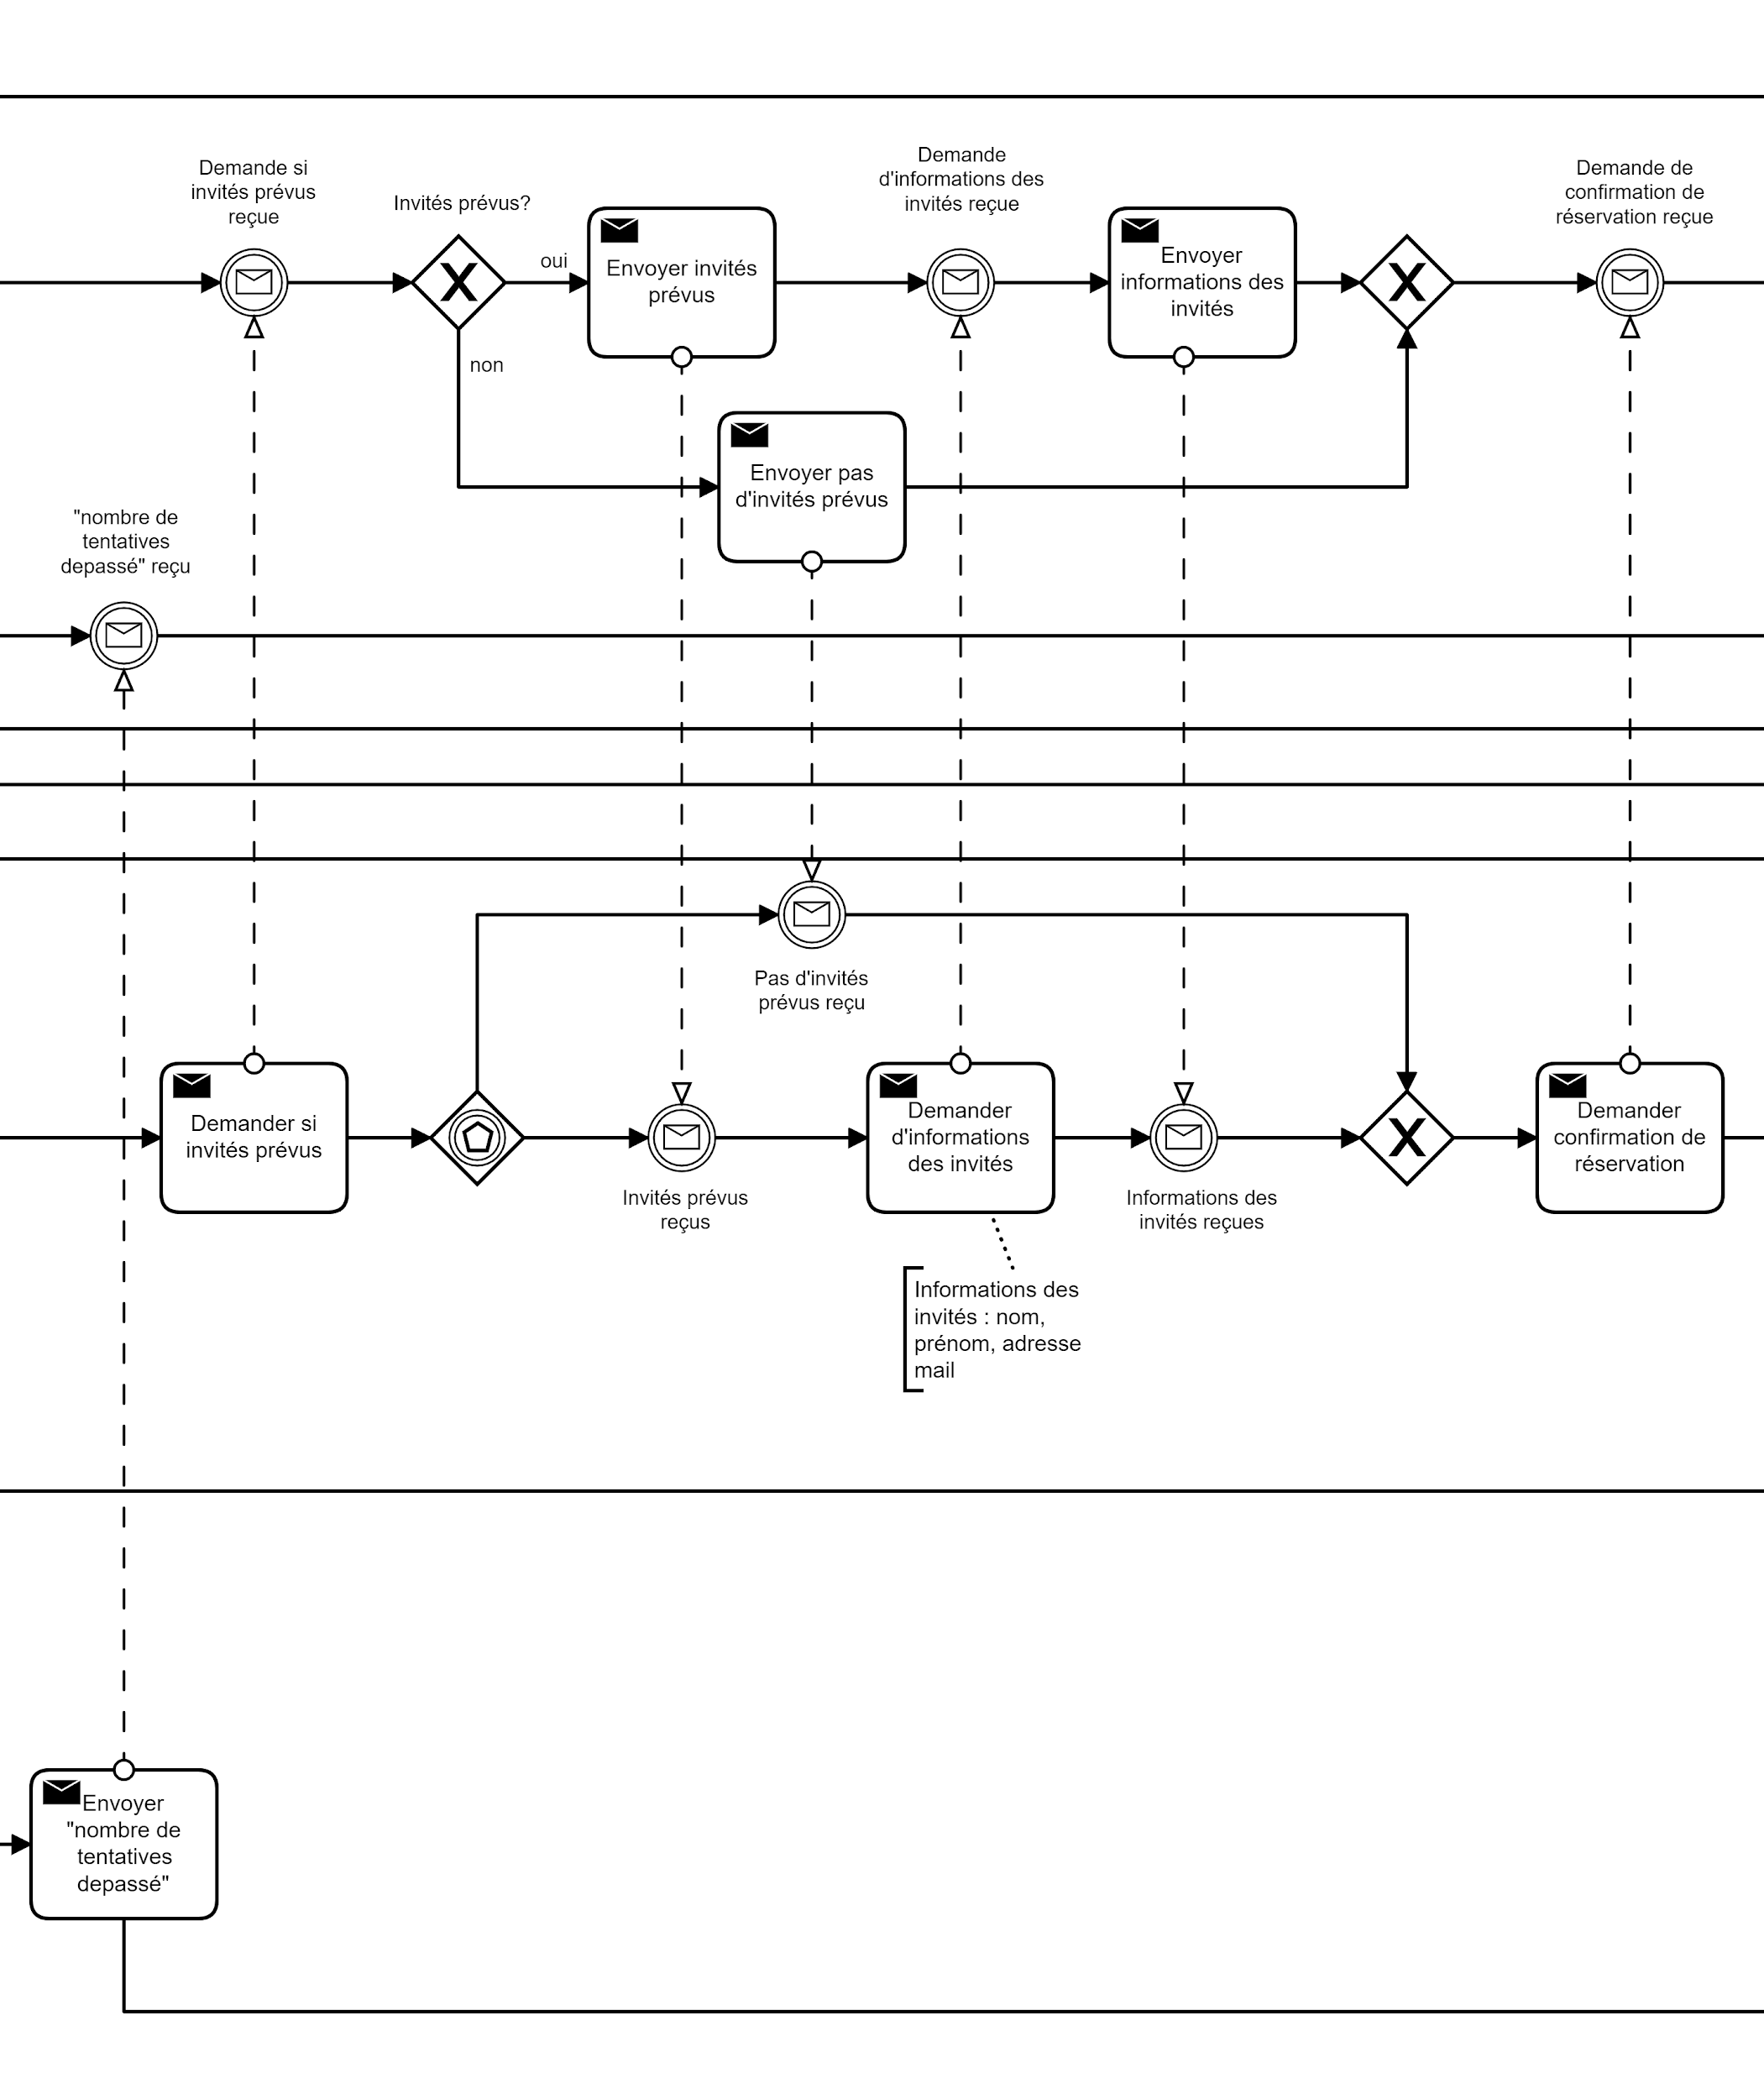 Demande si
invités prévus
reçue
Invités prévus?
oui
non
Envoyer invités
prévus
Demande
d'informations des
invités reçue
Envoyer
informations des
invités
Demande de
confirmation de
réservation reçue
Envoyer pas
d'invités prévus
"nombre de
tentatives
depassé" reçu
Pas d'invités
prévus reçu
Demander si
invités prévus
Invités prévus
reçus
Demander
d'informations
des invités
Informations des
invités reçues
Demander
confirmation de
réservation
Informations des
invités : nom,
prénom, adresse
mail
Envoyer
"nombre de
tentatives
depassé"